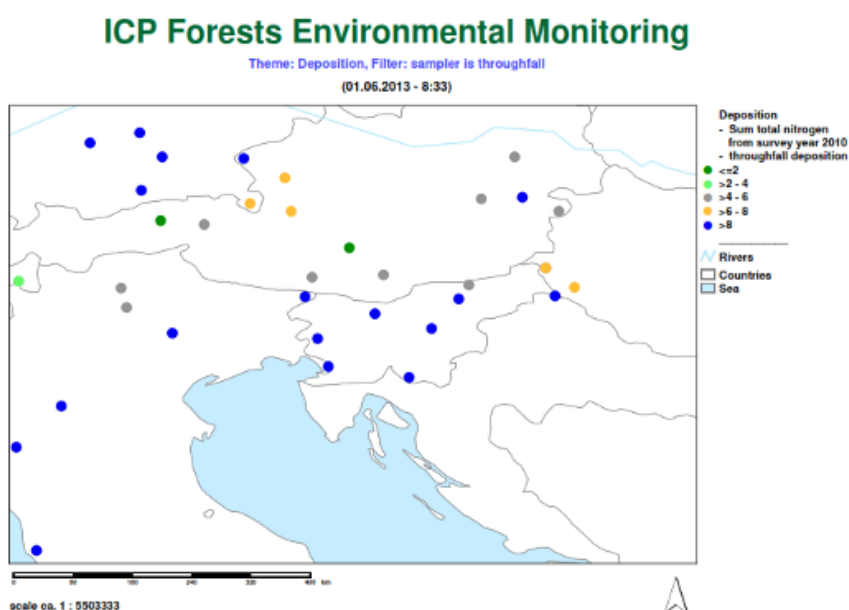 ICP Forests Environmental Monitoring
Theme: Deposition, Filter: sampler is throughfall
(01.06.2013 - 8:33)
Deposition
- Sum total nitrogen
from survey year 2010
- throughfall deposition
<=2
>2 - 4
>4 - 6
>6 - 8
>8
Rivers
Countries
Sea
0 80 160 240 320 400 km
scale ca. 1 : 5503333